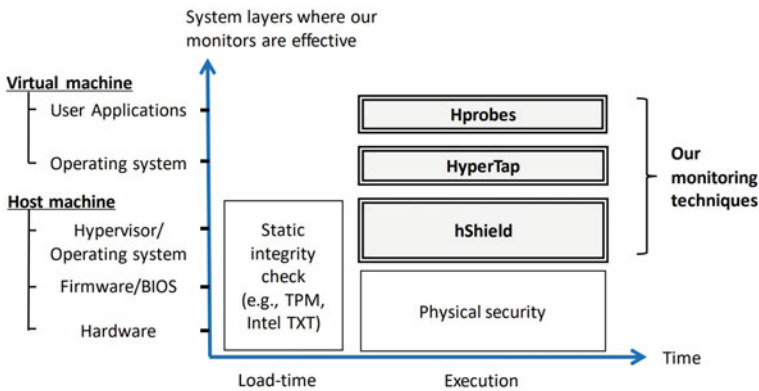 System layers where our
monitors are effective
Virtual machine
User Applications
Operating system
Host machine
Hypervisor/
Operating system
Firmware/BIOS
Hardware
Hprobes
HyperTap
hShield
Static
integrity
check
(e.g., TPM,
Intel TXT)
Physical security
Our
monitoring
techniques
Time
Load-time
Execution